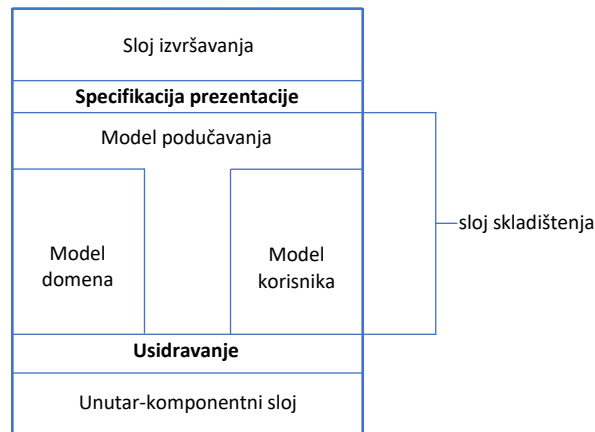 Sloj izvršavanja
Specifikacija prezentacije
Model podučavanja
Model
domena
Model
korisnika
sloj skladištenja
Usidravanje
Unutar-komponentni sloj